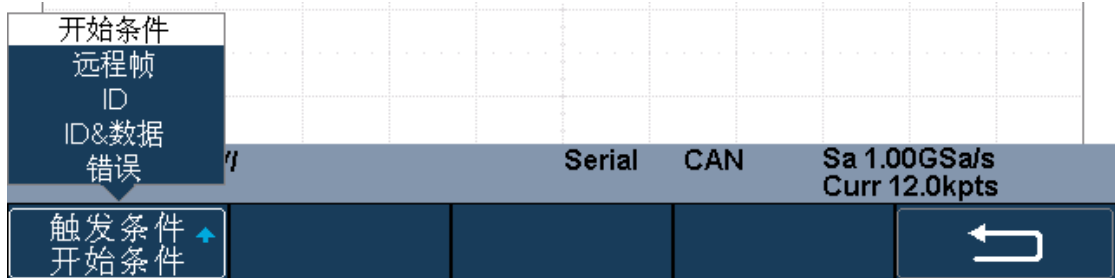 开始条件
远程帧
ID
ID&数据
错误
Serial CAN Sa 1.00GSa/s
Curr 12.0kpts
触发条件
开始条件